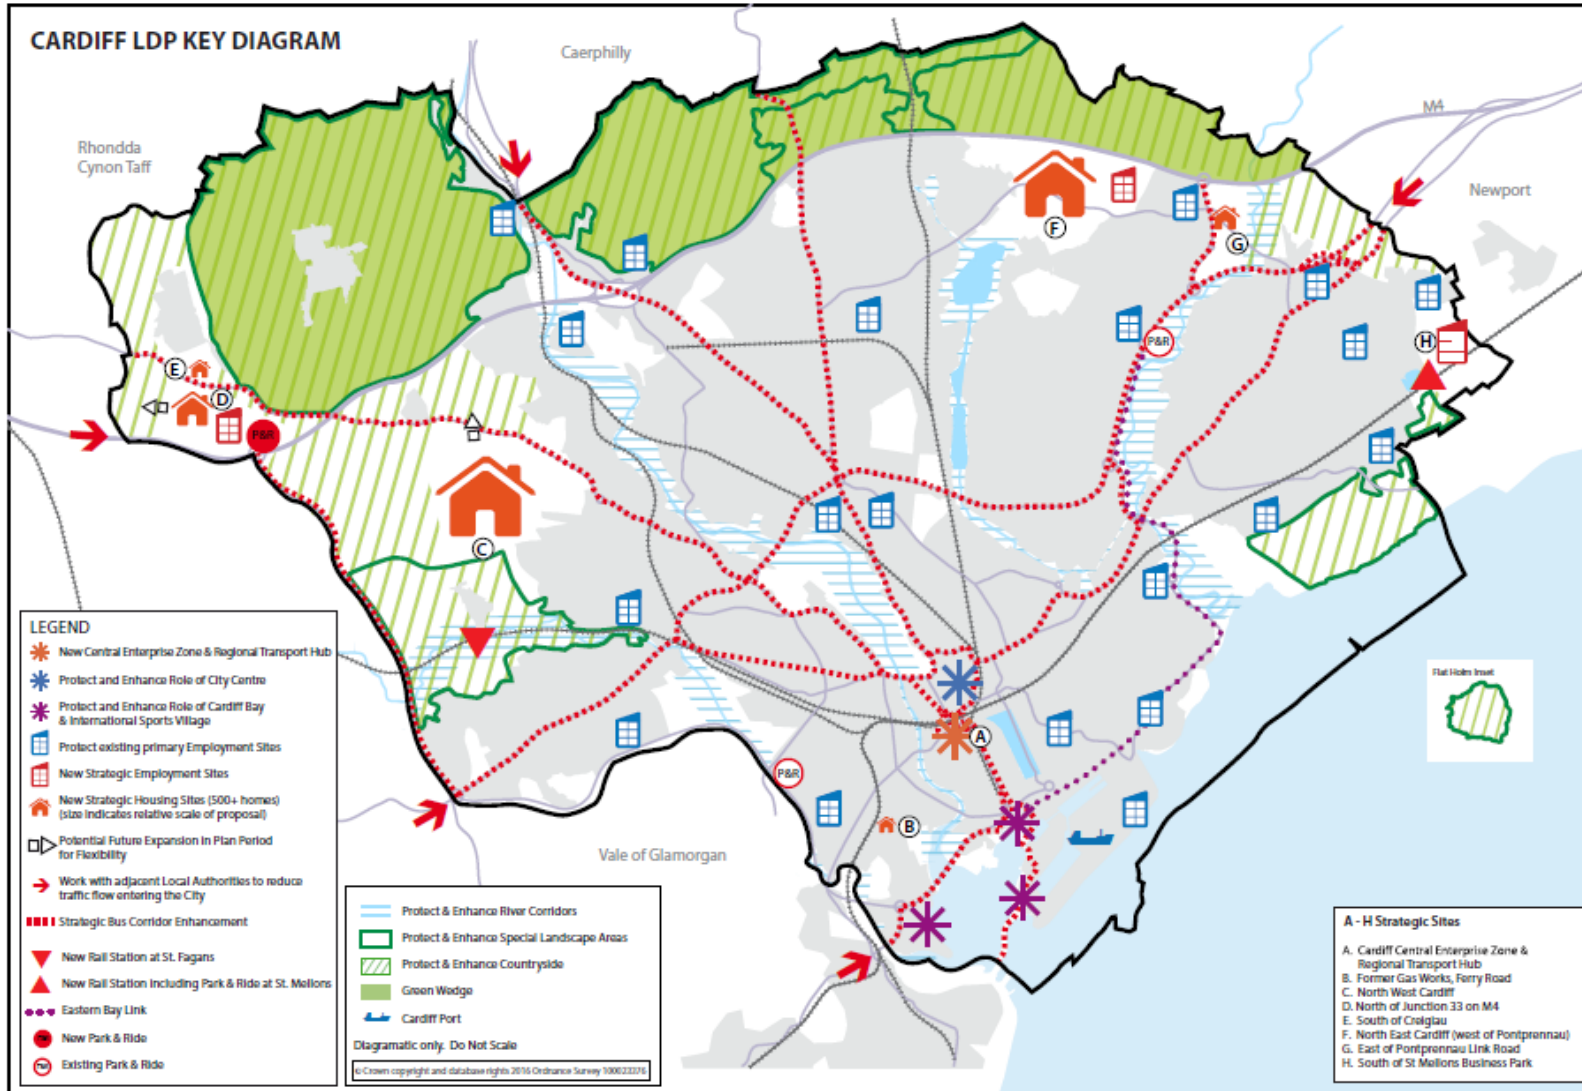 CARDIFF LDP KEY DIAGRAM
Caerphilly
Rhondda
Cynon Taff
M4
Newport
F
G
P&R
H
E
D
P&R
C
A
P&R
B
Vale of Glamorgan
Flat Holm Inset
LEGEND
New Central Enterprise Zone & Regional Transport Hub
Protect and Enhance Role of City Centre
Protect and Enhance Role of Cardiff Bay
& International Sports Village
Protect existing primary Employment Sites
New Strategic Employment Sites
New Strategic Housing Sites (500+ homes)
(size indicates relative scale of proposal)
Potential Future Expansion in Plan Period
for Flexibility
Work with adjacent Local Authorities to reduce
traffic flow entering the City
Strategic Bus Corridor Enhancement
New Rail Station at St. Fagans
New Rail Station Including Park & Ride at St. Mellons
Eastern Bay Link
New Park & Ride
Existing Park & Ride
Protect & Enhance River Corridors
Protect & Enhance Special Landscape Areas
Protect & Enhance Countryside
Green Wedge
Cardiff Port
Diagramatic only. Do Not Scale
© Crown copyright and database rights 2016 Ordnance Survey 100023376
A - H Strategic Sites
A. Cardiff Central Enterprise Zone &
Regional Transport Hub
B. Former Gas Works, Ferry Road
C. North West Cardiff
D. North of Junction 33 on M4
E. South of Creigiau
F. North East Cardiff (west of Pontprennau)
G. East of Pontprennau Link Road
H. South of St Mellons Business Park